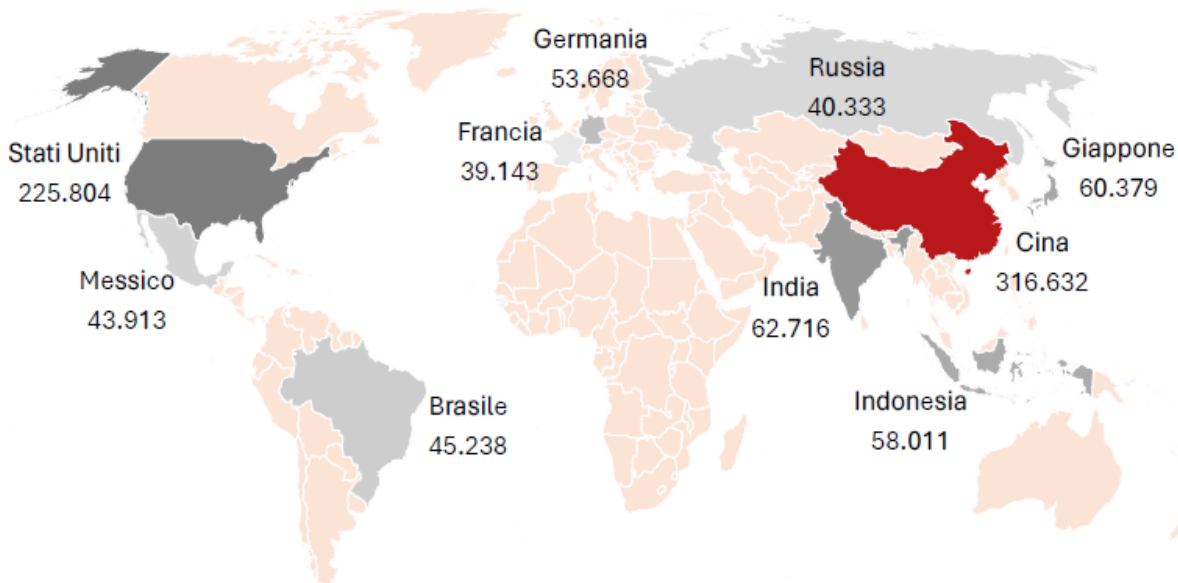 Germania
53.668
Russia
40.333
Francia
39.143
Stati Uniti
225.804
Giappone
60.379
Cina
316.632
Messico
43.913
India
62.716
Brasile
45.238
Indonesia
58.011